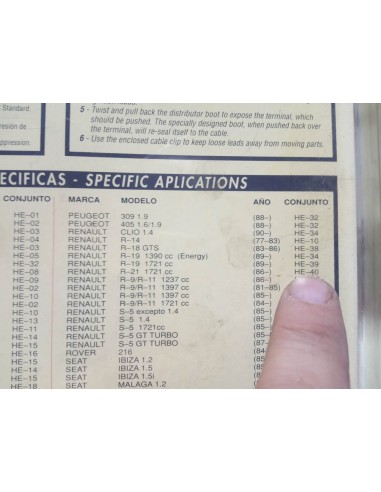 Standard.
resión de
uppression.
5 - Twist and pull back the distributor boot to expose the terminal, which
should be pushed. The specially designed boot, when pushed back over
the terminal, will re-seal itself to the cable.
6 - Use the enclosed cable clip to keep loose leads away from moving parts.
ECIFICAS - SPECIFIC APLICATIONS
CONJUNTO MARCA MODELO AÑO CONJUNTO
HE-01 PEUGEOT 309 1.9 (88-) HE-32
HE-02 PEUGEOT 405 1.6/1.9 (88-) HE-32
HE-03 RENAULT CLIO 1.4 (90-) HE-34
HE-04 RENAULT R-14 (77-83) HE-10
HE-03 RENAULT R-18 GTS (83-86) HE-38
HE-05 RENAULT R-19 1390 cc (Energy) (89-) HE-34
HE-32 RENAULT R-19 1721 cc (89-) HE-39
HE-08 RENAULT R-21 1721 cc (86-) HE-40
HE-09 RENAULT R-9/R-11 1237 cc (86-)
HE-02 RENAULT R-9/R-11 1397 cc (81-85)
HE-10 RENAULT R-9/R-11 1397 cc (85-)
HE-02 RENAULT R-9/R-11 1721 cc (85-)
HE-10 RENAULT S-5 excepto 1.4 (85-
HE-13 RENAULT S-5 1.4 (85-
HE-11 RENAULT S-5 1721cc (85-
HE-14 RENAULT S-5 GT TURBO (85-
HE-15 RENAULT S-5 GT TURBO (87-
HE-16 ROVER 216 (84-
HE-15 SEAT IBIZA 1.2 (85-
HE-14 SEAT IBIZA 1.5
HE-15 SEAT IBIZA 1.5i
HE-18 SEAT MALAGA 1.2